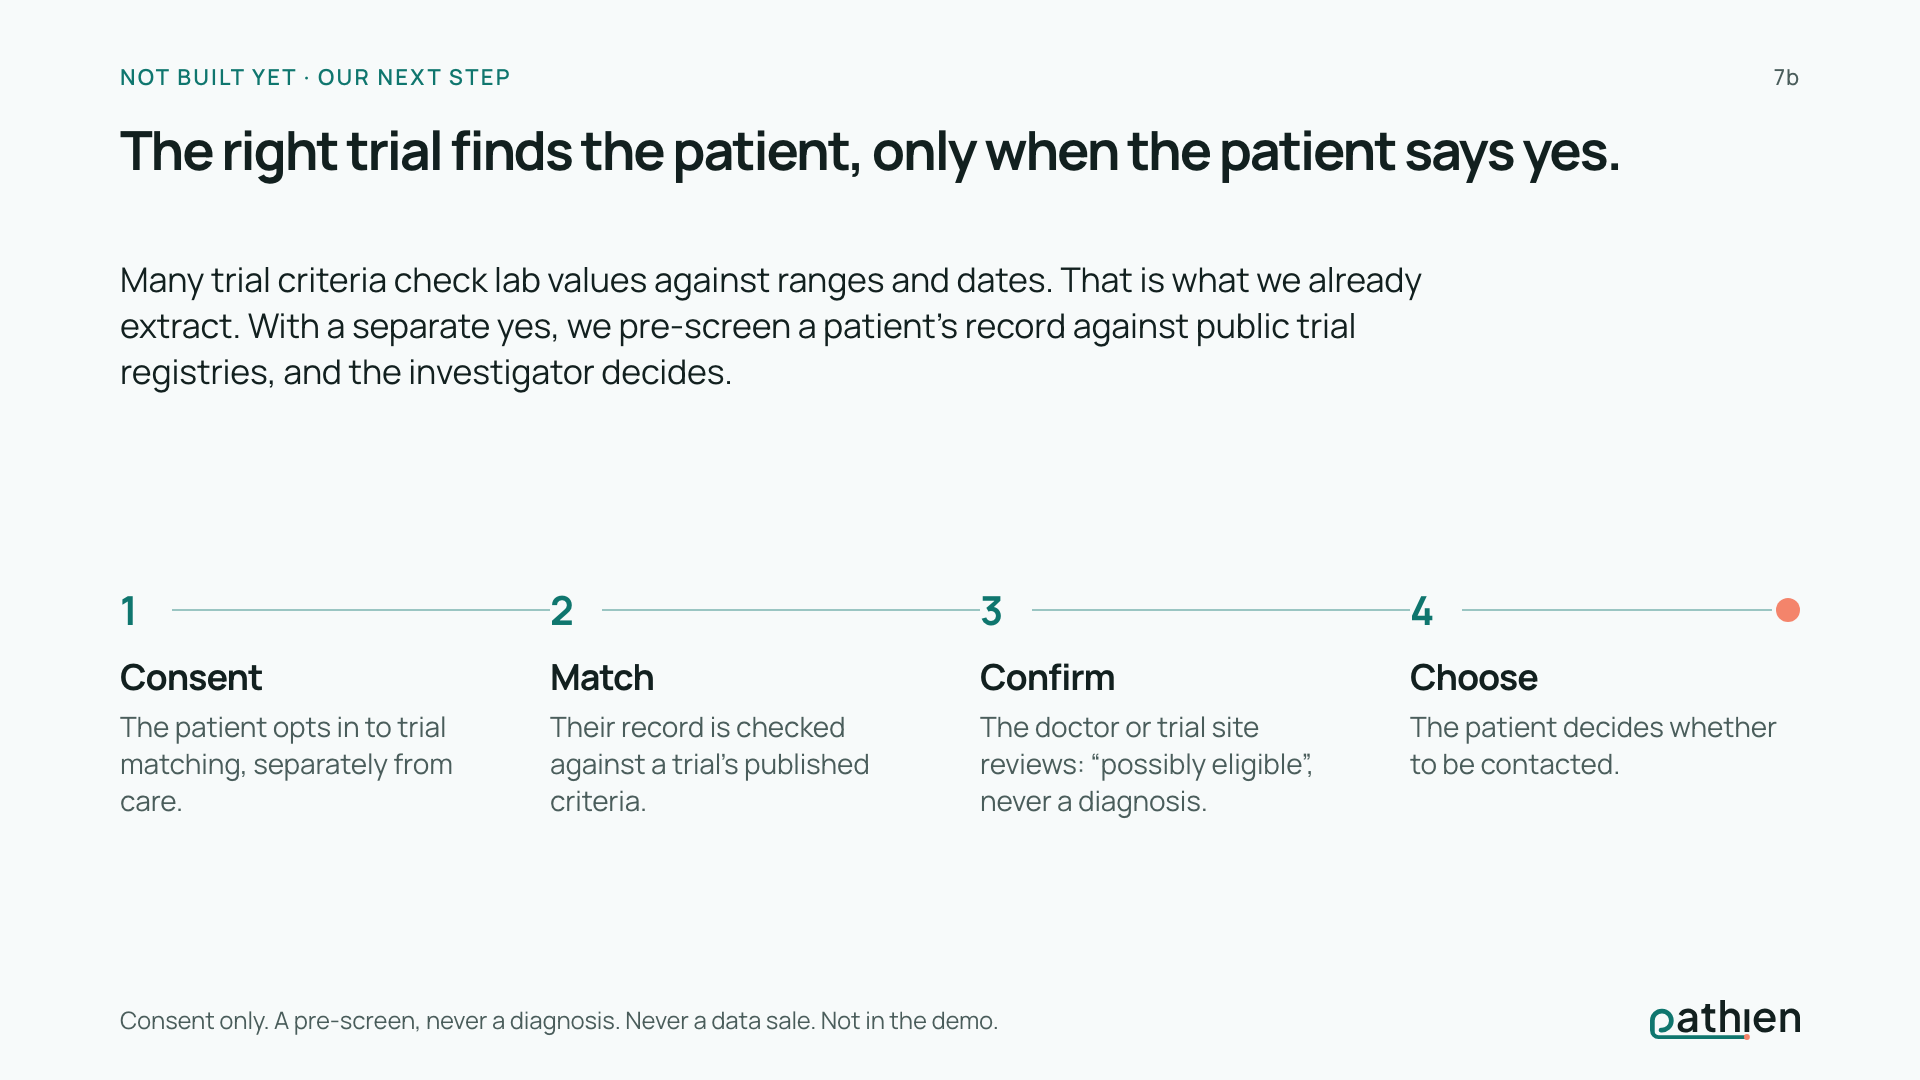 NOT BUILT YET · OUR NEXT STEP
7b
The right trial finds the patient, only when the patient says yes.
Many trial criteria check lab values against ranges and dates. That is what we already
extract. With a separate yes, we pre-screen a patient’s record against public trial
registries, and the investigator decides.
1
Consent
The patient opts in to trial
matching, separately from
care.
2
Match
Their record is checked
against a trial’s published
criteria.
3
Confirm
The doctor or trial site
reviews: “possibly eligible”,
never a diagnosis.
4
Choose
The patient decides whether
to be contacted.
Consent only. A pre-screen, never a diagnosis. Never a data sale. Not in the demo.
pathıen